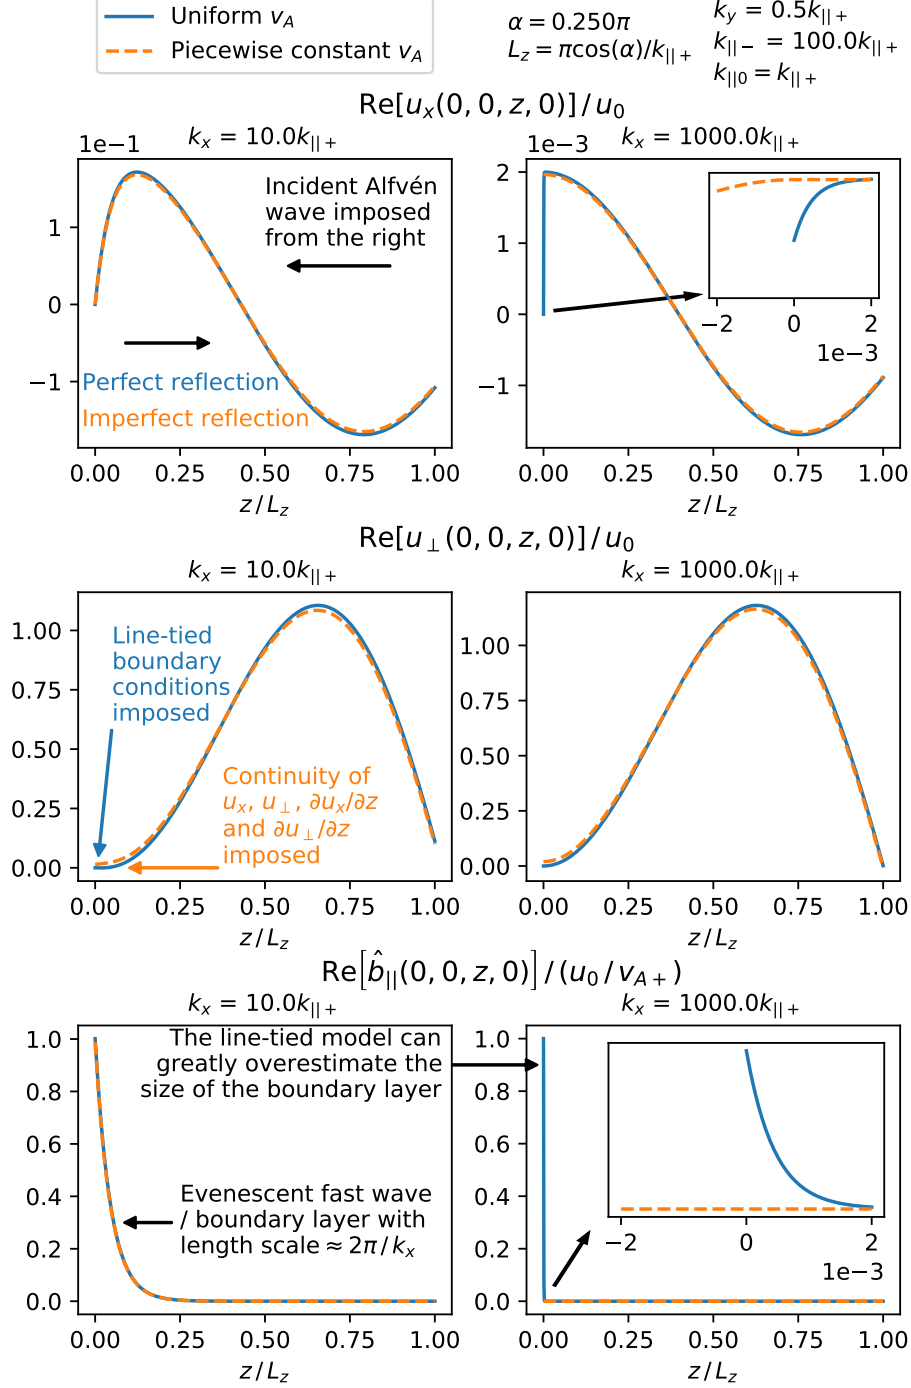 Uniform v_A
Piecewise constant v_A
α = 0.250π
L_z = πcos(α)/k_||+
k_y = 0.5k_||+
k_||− = 100.0k_||+
k_||0 = k_||+
Re[u_x(0, 0, z, 0)]/u_0
k_x = 10.0k_||+
1e−1
1
0
−1
0.00 0.25 0.50 0.75 1.00
z/L_z
Incident Alfvén
wave imposed
from the right
Perfect reflection
Imperfect reflection
k_x = 1000.0k_||+
1e−3
2
1
0
−1
0.00 0.25 0.50 0.75 1.00
z/L_z
−2 0 2
1e−3
Re[u_⊥(0, 0, z, 0)]/u_0
k_x = 10.0k_||+
1.00
0.75
0.50
0.25
0.00
0.00 0.25 0.50 0.75 1.00
z/L_z
Line-tied
boundary
conditions
imposed
Continuity of
u_x, u_⊥, ∂u_x/∂z
and ∂u_⊥/∂z
imposed
k_x = 1000.0k_||+
1.00
0.75
0.50
0.25
0.00
0.00 0.25 0.50 0.75 1.00
z/L_z
Re[b̂_||(0, 0, z, 0)]/(u_0/v_A+)
k_x = 10.0k_||+
1.0
0.8
0.6
0.4
0.2
0.0
0.00 0.25 0.50 0.75 1.00
z/L_z
The line-tied model can
greatly overestimate the
size of the boundary layer
Evenescent fast wave
/ boundary layer with
length scale ≈ 2π/k_x
k_x = 1000.0k_||+
1.0
0.8
0.6
0.4
0.2
0.0
0.00 0.25 0.50 0.75 1.00
z/L_z
−2 0 2
1e−3